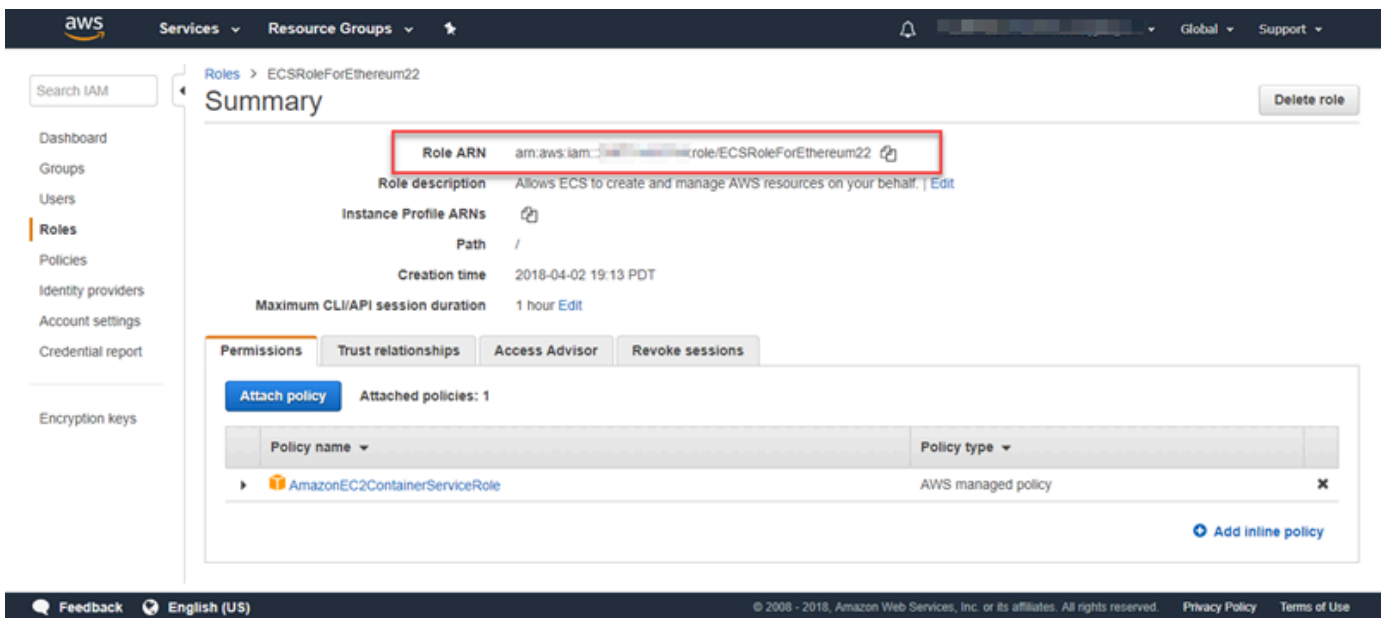 aws Services Resource Groups Global Support
Roles > ECSRoleForEthereum22
Search IAM
Summary
Delete role
Dashboard
Groups
Users
Roles
Policies
Identity providers
Account settings
Credential report
Encryption keys
Role ARN arn:aws:iam:: :role/ECSRoleForEthereum22
Role description Allows ECS to create and manage AWS resources on your behalf. | Edit
Instance Profile ARNs
Path /
Creation time 2018-04-02 19:13 PDT
Maximum CLI/API session duration 1 hour Edit
Permissions Trust relationships Access Advisor Revoke sessions
Attach policy Attached policies: 1
Policy name Policy type
AmazonEC2ContainerServiceRole AWS managed policy
Add inline policy
Feedback English (US) © 2008 - 2018, Amazon Web Services, Inc. or its affiliates. All rights reserved. Privacy Policy Terms of Use